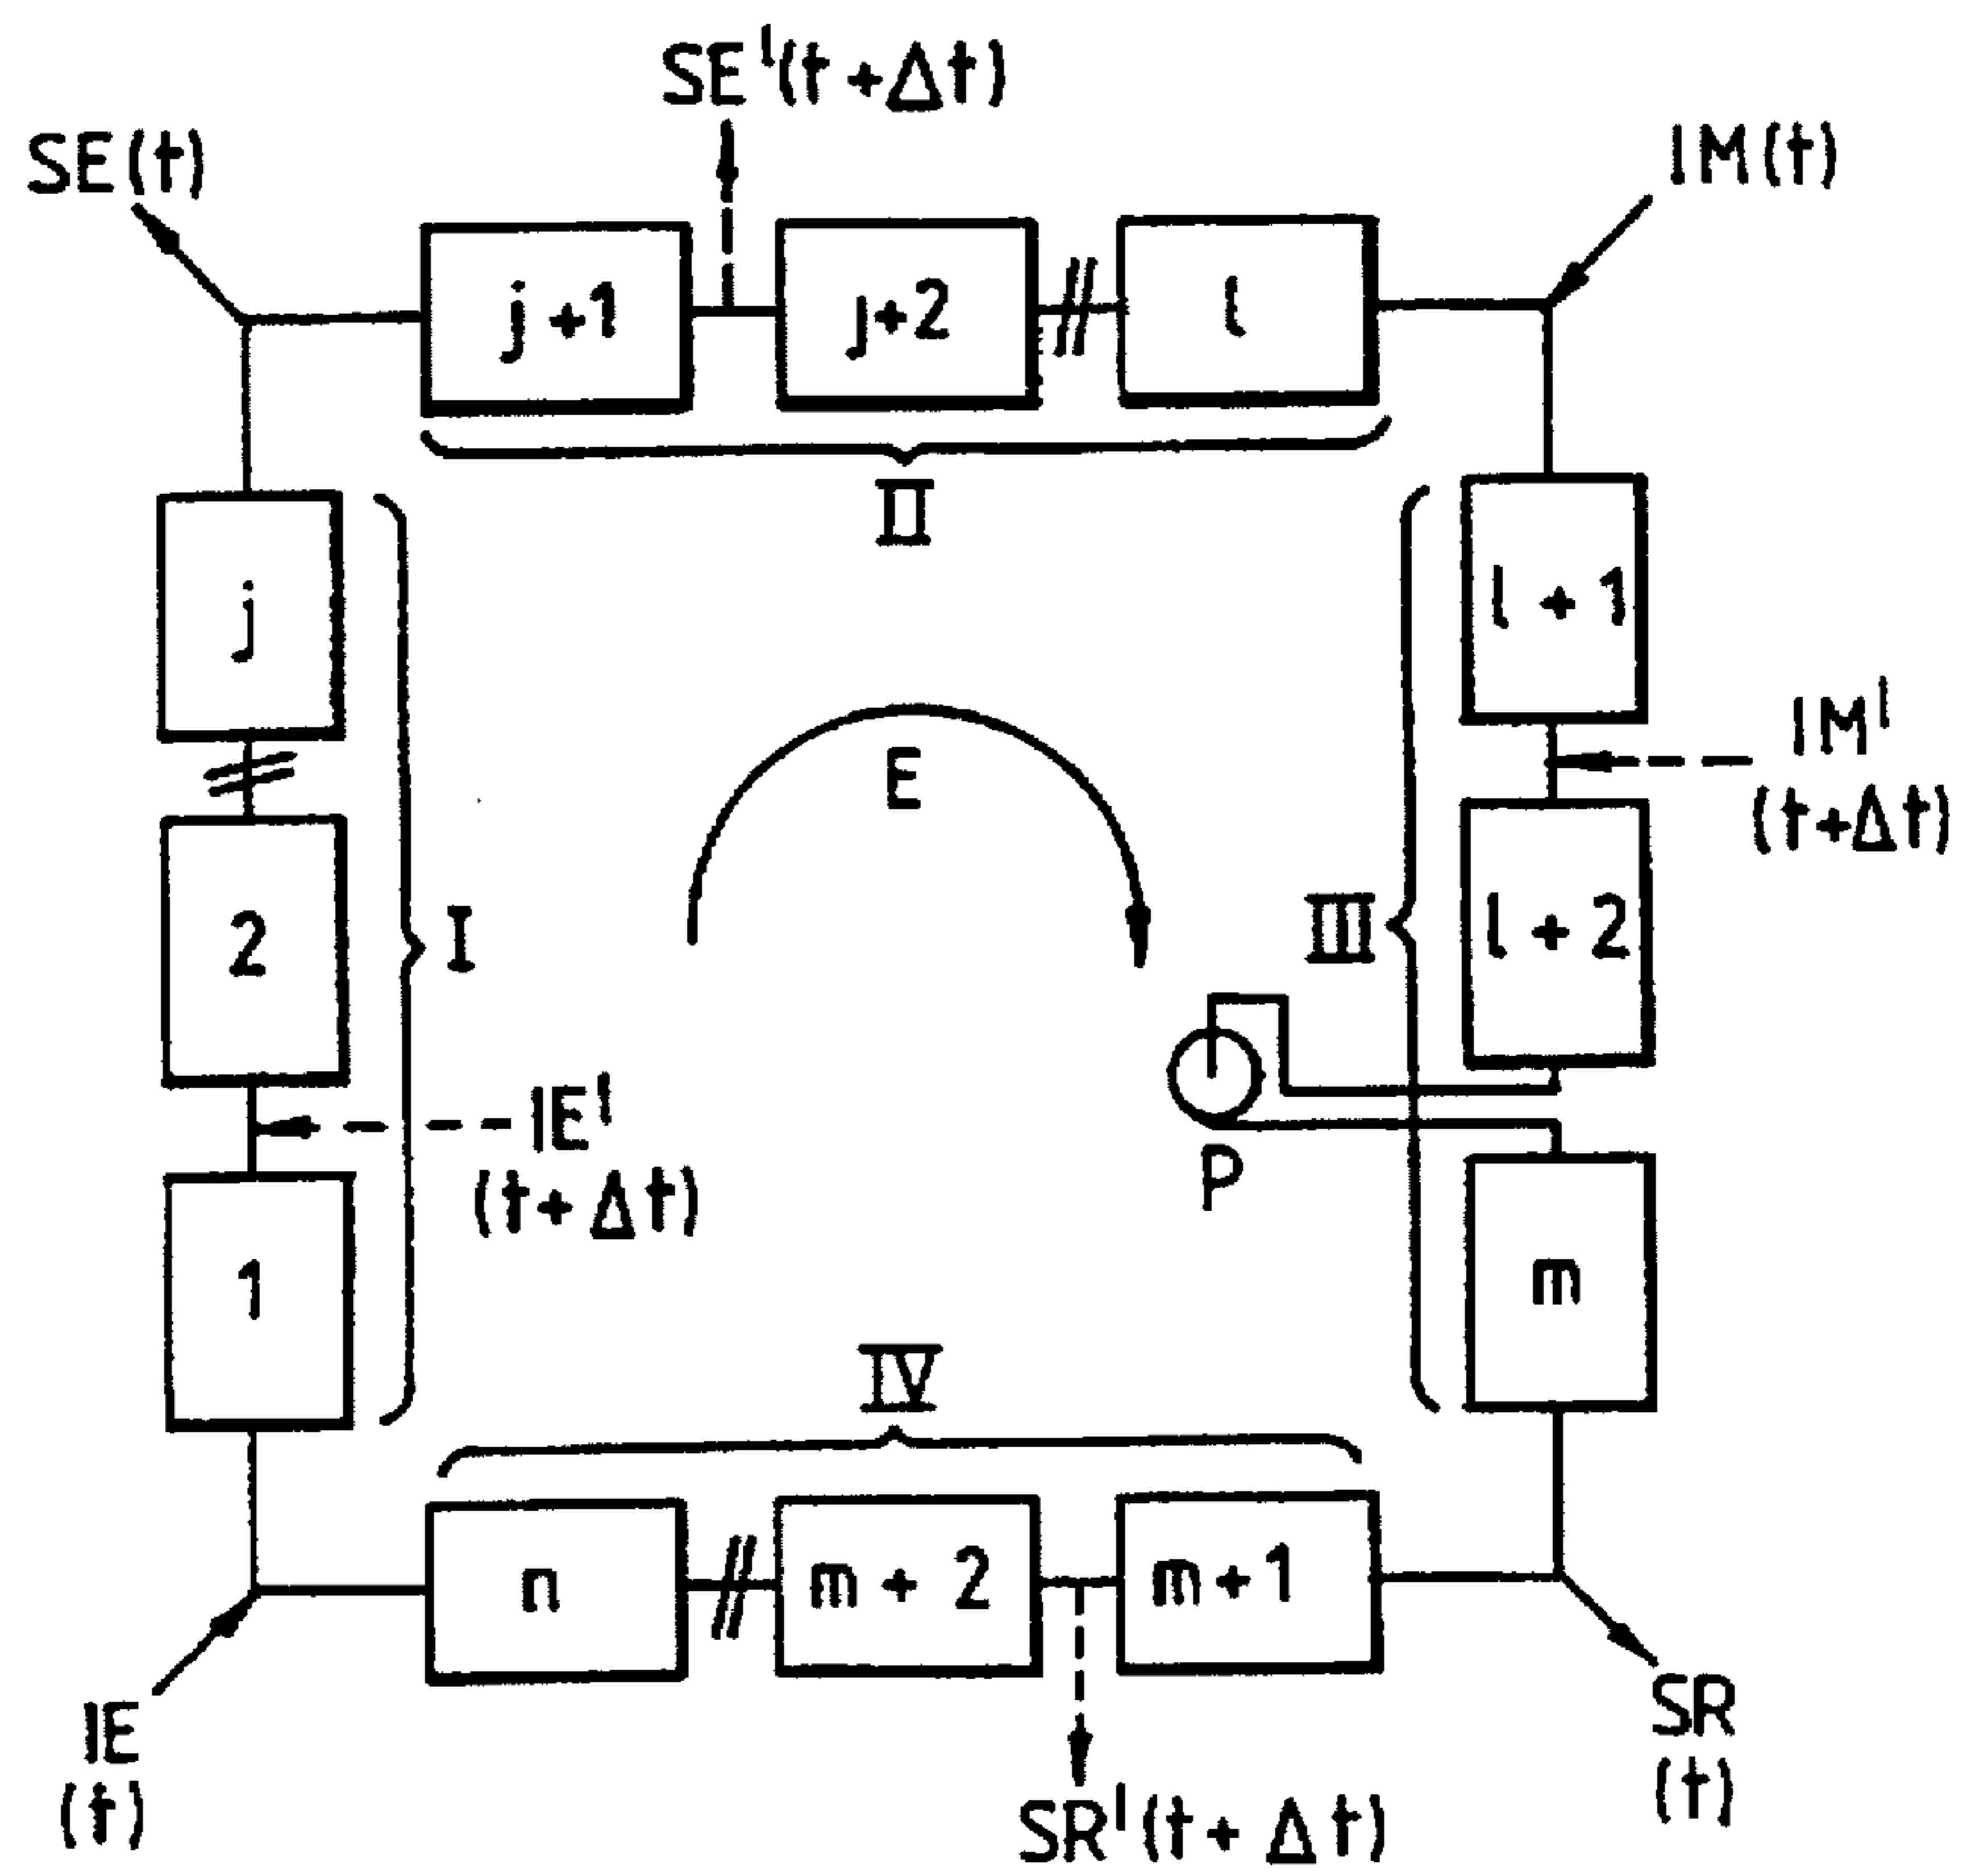 SE'(t+Δt)
SE(t)
IM(t)
j+1
j+2
l
II
j
l+1
IM'
(t+Δt)
E
2
I
III
l+2
IE'
(t+Δt)
P
1
m
IV
n
m+2
m+1
IE
(t)
SR
(t)
SR'(t+Δt)